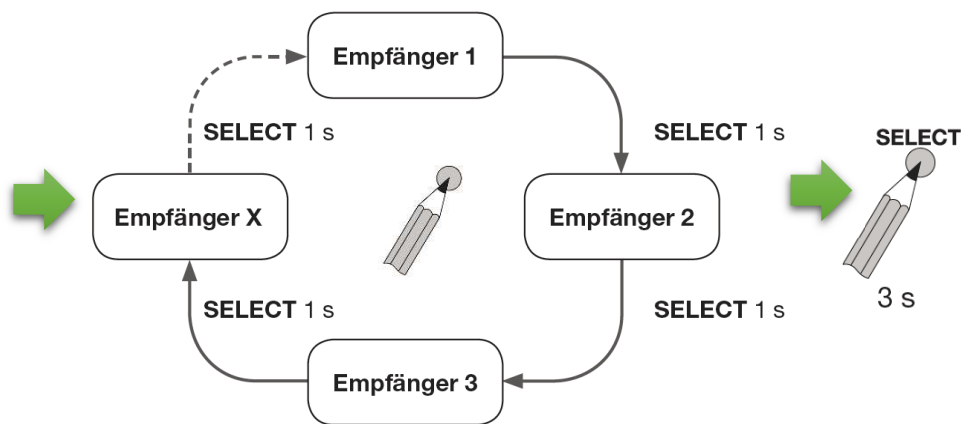 Empfänger 1
SELECT 1 s
SELECT 1 s
SELECT
Empfänger X
Empfänger 2
SELECT 1 s
SELECT 1 s
3 s
Empfänger 3